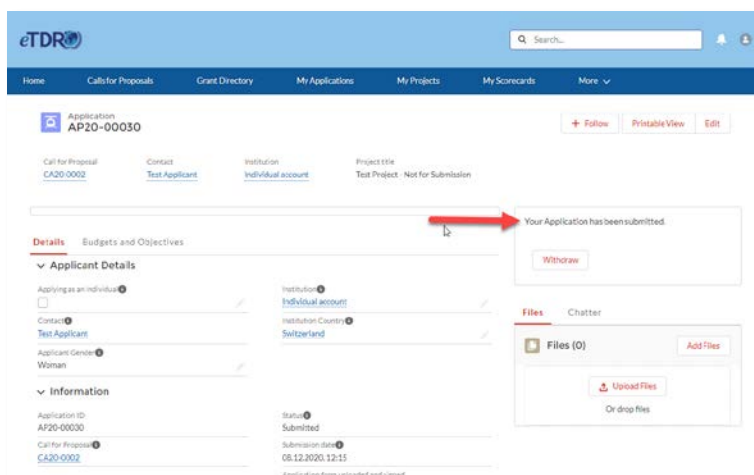 eTDR
Search...
Home Calls for Proposals Grant Directory My Applications My Projects My Scorecards More
Application
AP20-00030
+ Follow Printable View Edit
Call for Proposal Contact Institution Project title
CA20-0002 Test Applicant Individual account Test Project - Not for Submission
Your Application has been submitted.
Withdraw
Details Budgets and Objectives
Applicant Details
Applying as an individual Institution
Individual account
Contact Institution Country
Test Applicant Switzerland
Applicant Gender
Woman
Files Chatter
Files (0) Add Files
Upload Files
Or drop files
Information
Application ID Status
AP20-00030 Submitted
Call for Proposal Submission date
CA20-0002 08.12.2020, 12:15